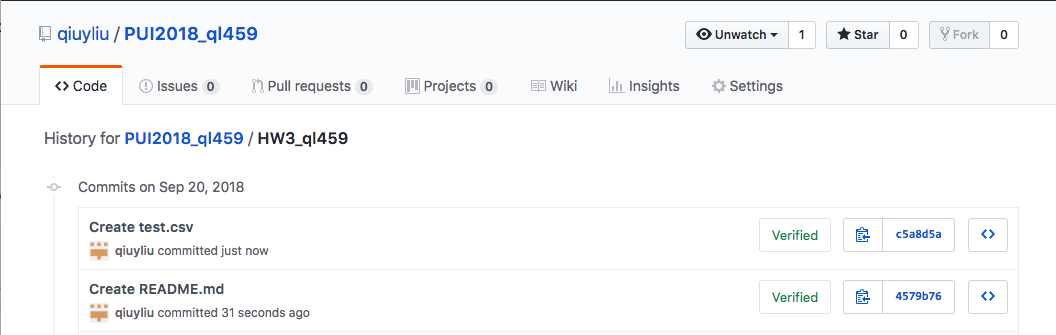 qiuyliu / PUI2018_ql459
Unwatch 1 Star 0 Fork 0
Code Issues 0 Pull requests 0 Projects 0 Wiki Insights Settings
History for PUI2018_ql459 / HW3_ql459
Commits on Sep 20, 2018
Create test.csv
qiuyliu committed just now
Verified c5a8d5a
Create README.md
qiuyliu committed 31 seconds ago
Verified 4579b76